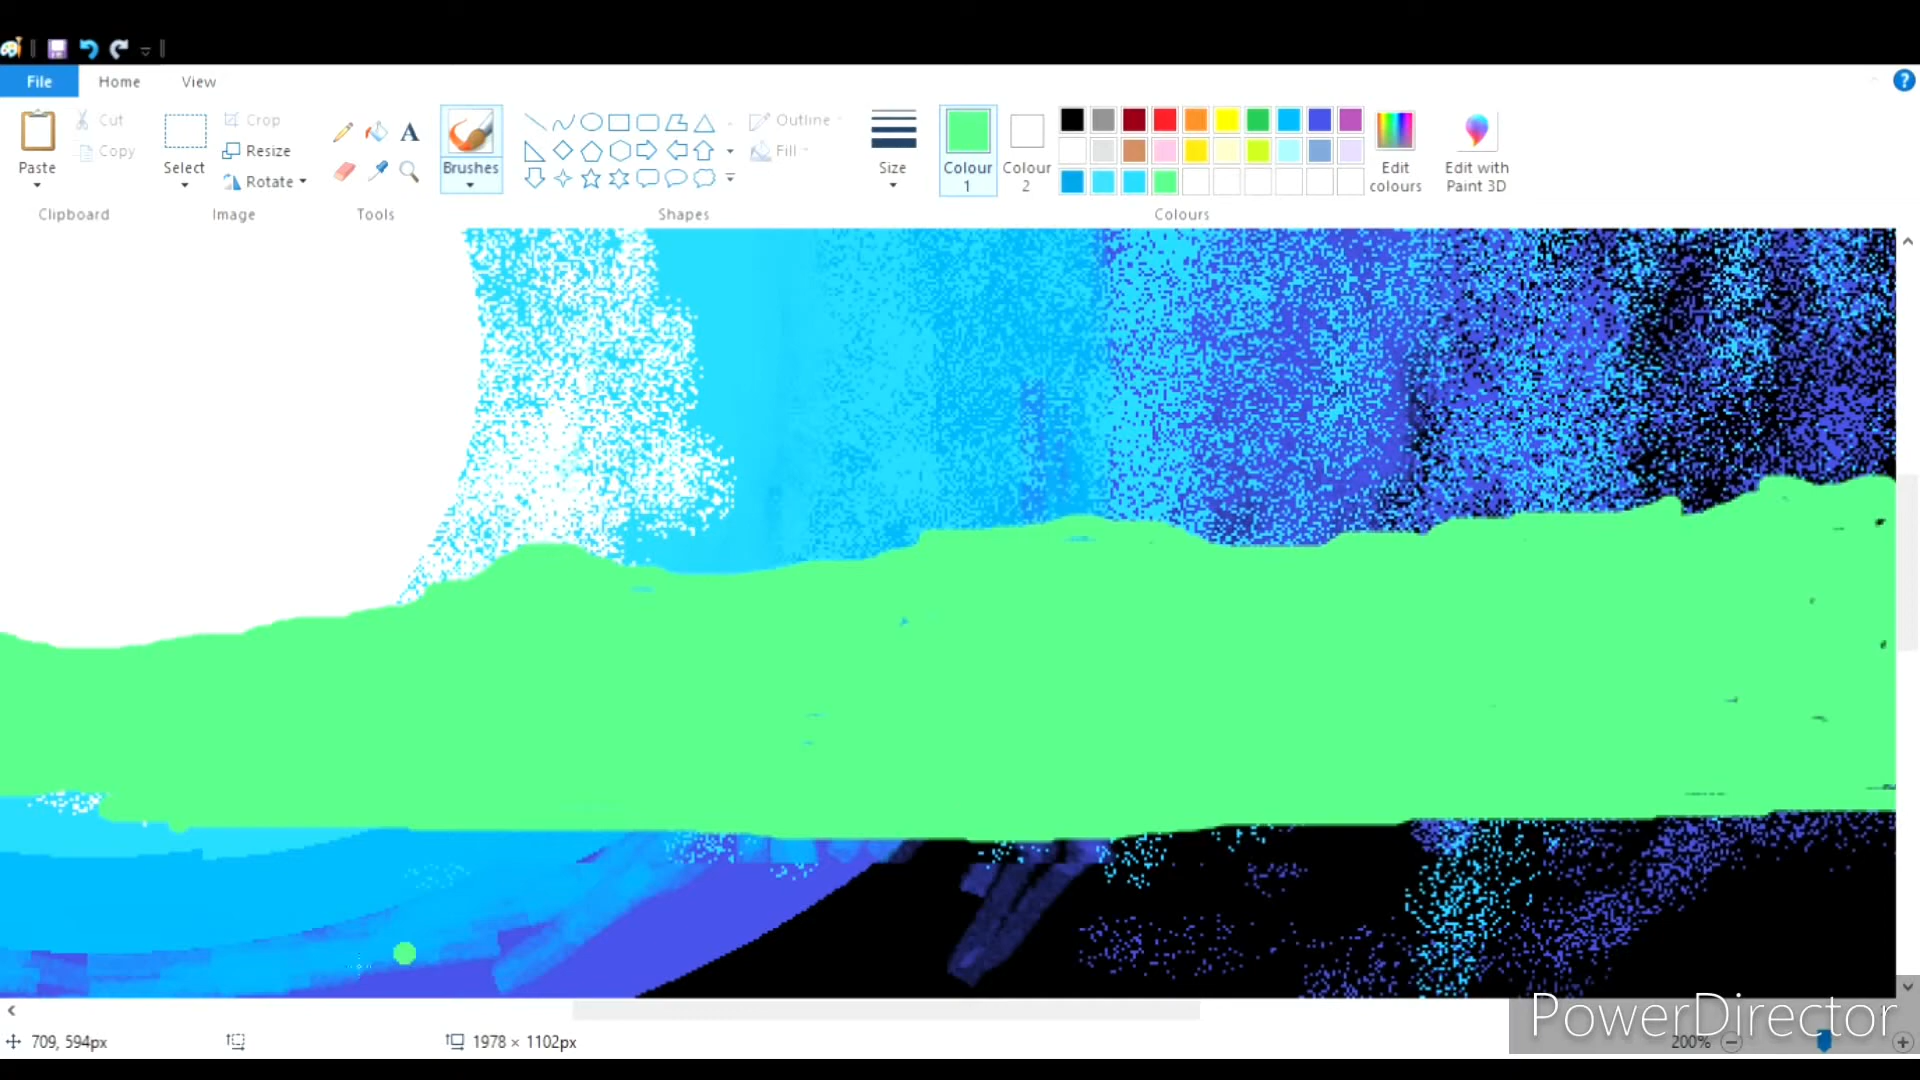 File Home View
Cut
Copy
Paste
Clipboard
Select
Crop
Resize
Rotate
Image
A
Tools
Brushes
Outline
Fill
Shapes
Size
Colour 1
Colour 2
Colours
Edit colours
Edit with Paint 3D
?
709, 594px
1978 × 1102px
200%
PowerDirector